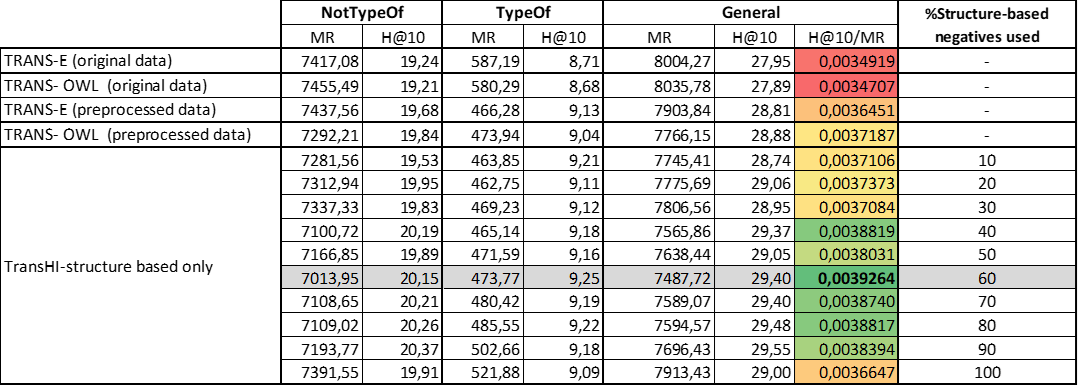 NotTypeOf TypeOf General %Structure-based negatives used
MR H@10 MR H@10 MR H@10 H@10/MR
TRANS-E (original data) 7417,08 19,24 587,19 8,71 8004,27 27,95 0,0034919 -
TRANS- OWL (original data) 7455,49 19,21 580,29 8,68 8035,78 27,89 0,0034707 -
TRANS-E (preprocessed data) 7437,56 19,68 466,28 9,13 7903,84 28,81 0,0036451 -
TRANS- OWL (preprocessed data) 7292,21 19,84 473,94 9,04 7766,15 28,88 0,0037187 -
TransHI-structure based only
7281,56 19,53 463,85 9,21 7745,41 28,74 0,0037106 10
7312,94 19,95 462,75 9,11 7775,69 29,06 0,0037373 20
7337,33 19,83 469,23 9,12 7806,56 28,95 0,0037084 30
7100,72 20,19 465,14 9,18 7565,86 29,37 0,0038819 40
7166,85 19,89 471,59 9,16 7638,44 29,05 0,0038031 50
7013,95 20,15 473,77 9,25 7487,72 29,40 0,0039264 60
7108,65 20,21 480,42 9,19 7589,07 29,40 0,0038740 70
7109,02 20,26 485,55 9,22 7594,57 29,48 0,0038817 80
7193,77 20,37 502,66 9,18 7696,43 29,55 0,0038394 90
7391,55 19,91 521,88 9,09 7913,43 29,00 0,0036647 100